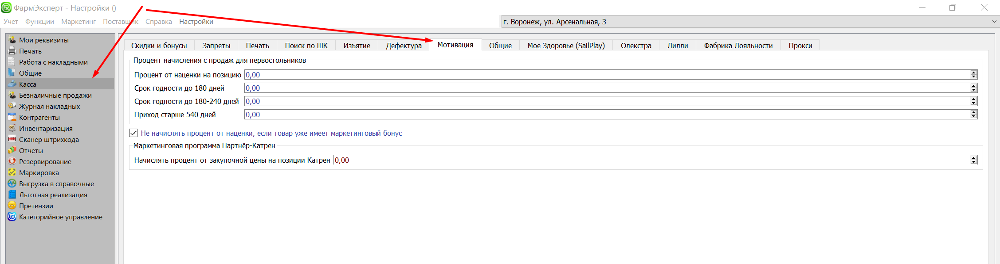 ФармЭксперт - Настройки ()
Учет Функции Маркетинг Поставщик Справка Настройки
г. Воронеж, ул. Арсенальная, 3
Мои реквизиты
Печать
Работа с накладными
Общие
Касса
Безналичные продажи
Журнал накладных
Контрагенты
Инвентаризация
Сканер штрихкода
Отчеты
Резервирование
Маркировка
Выгрузка в справочные
Льготная реализация
Претензии
Категорийное управление
Скидки и бонусы Запреты Печать Поиск по ШК Изъятие Дефектура Мотивация Общие Мое Здоровье (SailPlay) Олекстра Лилли Фабрика Лояльности Прокси
Процент начисления с продаж для первостольников
Процент от наценки на позицию 0,00
Срок годности до 180 дней 0,00
Срок годности до 180-240 дней 0,00
Приход старше 540 дней 0,00
Не начислять процент от наценки, если товар уже имеет маркетинговый бонус
Маркетинговая программа Партнёр-Катрен
Начислять процент от закупочной цены на позиции Катрен 0,00